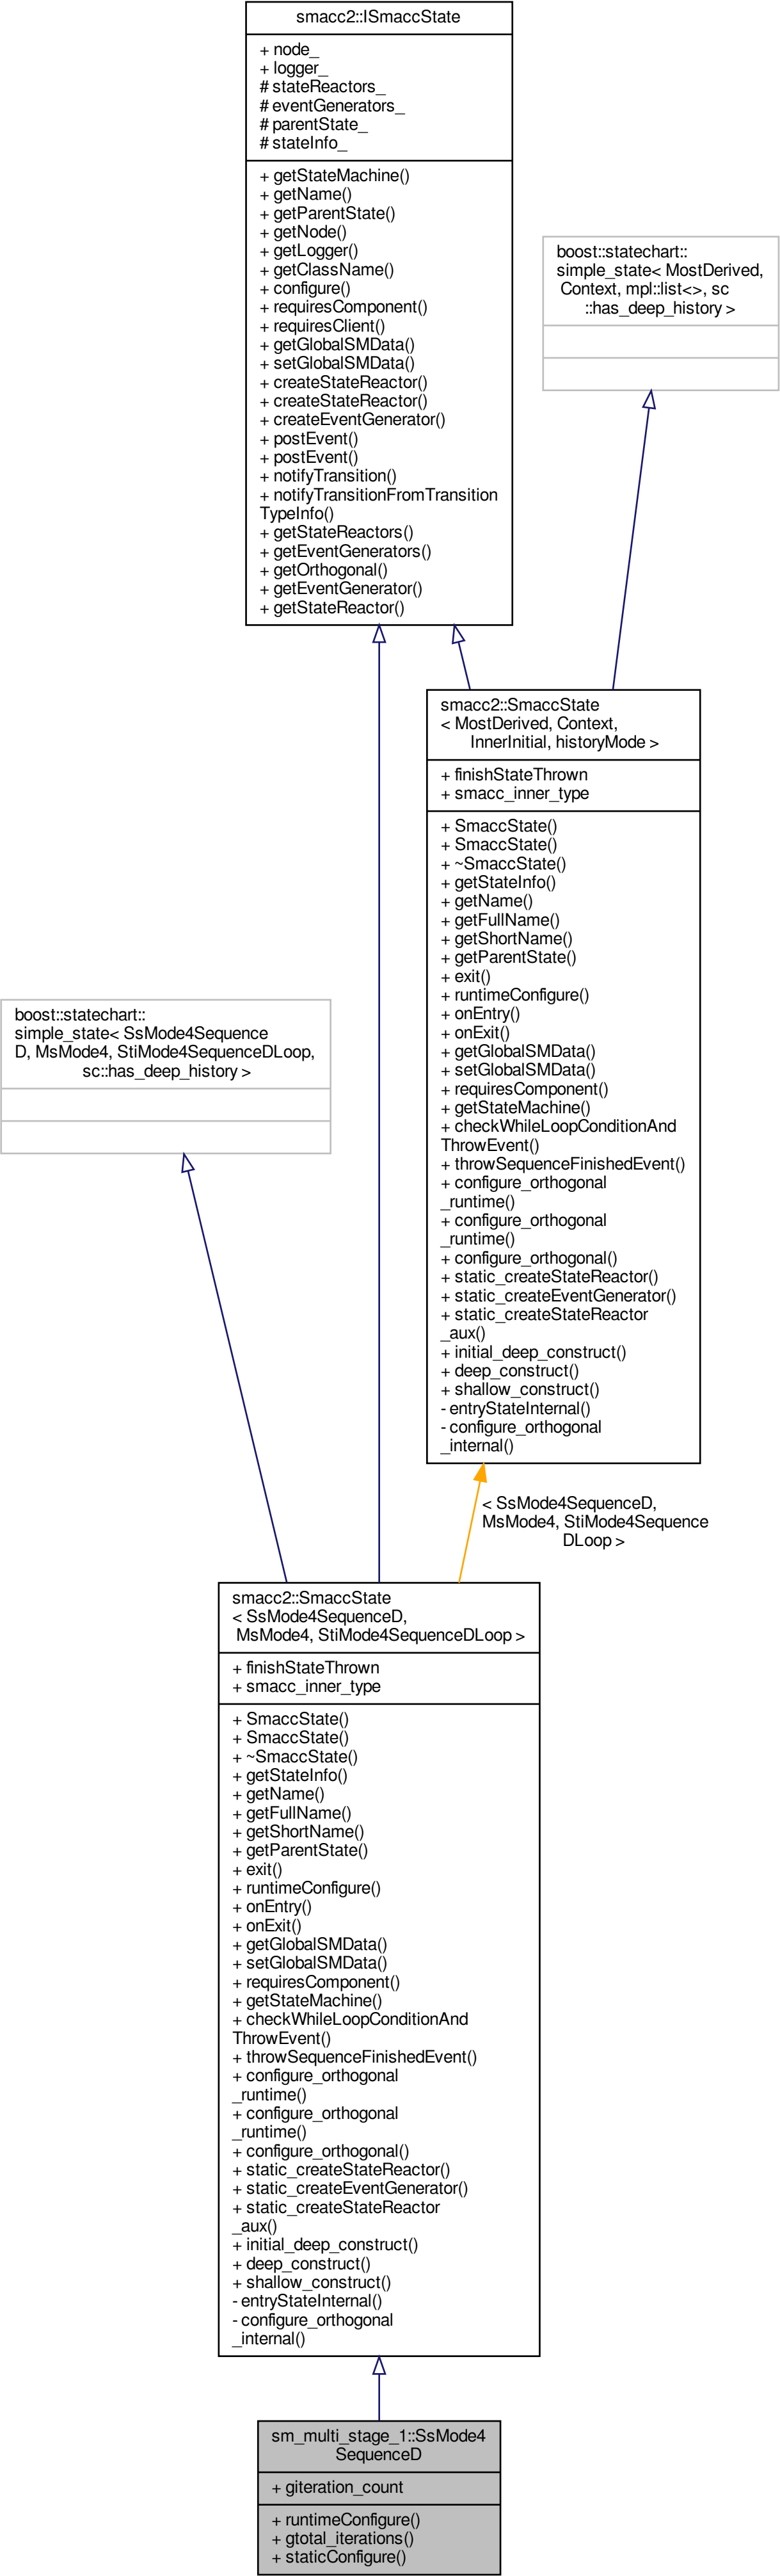 smacc2::ISmaccState
+ node_
+ logger_
# stateReactors_
# eventGenerators_
# parentState_
# stateInfo_
+ getStateMachine()
+ getName()
+ getParentState()
+ getNode()
+ getLogger()
+ getClassName()
+ configure()
+ requiresComponent()
+ requiresClient()
+ getGlobalSMData()
+ setGlobalSMData()
+ createStateReactor()
+ createStateReactor()
+ createEventGenerator()
+ postEvent()
+ postEvent()
+ notifyTransition()
+ notifyTransitionFromTransition
TypeInfo()
+ getStateReactors()
+ getEventGenerators()
+ getOrthogonal()
+ getEventGenerator()
+ getStateReactor()
boost::statechart::
simple_state< MostDerived,
Context, mpl::list<>, sc
::has_deep_history >
smacc2::SmaccState
< MostDerived, Context,
InnerInitial, historyMode >
+ finishStateThrown
+ smacc_inner_type
+ SmaccState()
+ SmaccState()
+ ~SmaccState()
+ getStateInfo()
+ getName()
+ getFullName()
+ getShortName()
+ getParentState()
+ exit()
+ runtimeConfigure()
+ onEntry()
+ onExit()
+ getGlobalSMData()
+ setGlobalSMData()
+ requiresComponent()
+ getStateMachine()
+ checkWhileLoopConditionAnd
ThrowEvent()
+ throwSequenceFinishedEvent()
+ configure_orthogonal
_runtime()
+ configure_orthogonal
_runtime()
+ configure_orthogonal()
+ static_createStateReactor()
+ static_createEventGenerator()
+ static_createStateReactor
_aux()
+ initial_deep_construct()
+ deep_construct()
+ shallow_construct()
- entryStateInternal()
- configure_orthogonal
_internal()
boost::statechart::
simple_state< SsMode4Sequence
D, MsMode4, StiMode4SequenceDLoop,
sc::has_deep_history >
< SsMode4SequenceD,
MsMode4, StiMode4Sequence
DLoop >
smacc2::SmaccState
< SsMode4SequenceD,
MsMode4, StiMode4SequenceDLoop >
+ finishStateThrown
+ smacc_inner_type
+ SmaccState()
+ SmaccState()
+ ~SmaccState()
+ getStateInfo()
+ getName()
+ getFullName()
+ getShortName()
+ getParentState()
+ exit()
+ runtimeConfigure()
+ onEntry()
+ onExit()
+ getGlobalSMData()
+ setGlobalSMData()
+ requiresComponent()
+ getStateMachine()
+ checkWhileLoopConditionAnd
ThrowEvent()
+ throwSequenceFinishedEvent()
+ configure_orthogonal
_runtime()
+ configure_orthogonal
_runtime()
+ configure_orthogonal()
+ static_createStateReactor()
+ static_createEventGenerator()
+ static_createStateReactor
_aux()
+ initial_deep_construct()
+ deep_construct()
+ shallow_construct()
- entryStateInternal()
- configure_orthogonal
_internal()
sm_multi_stage_1::SsMode4
SequenceD
+ giteration_count
+ runtimeConfigure()
+ gtotal_iterations()
+ staticConfigure()